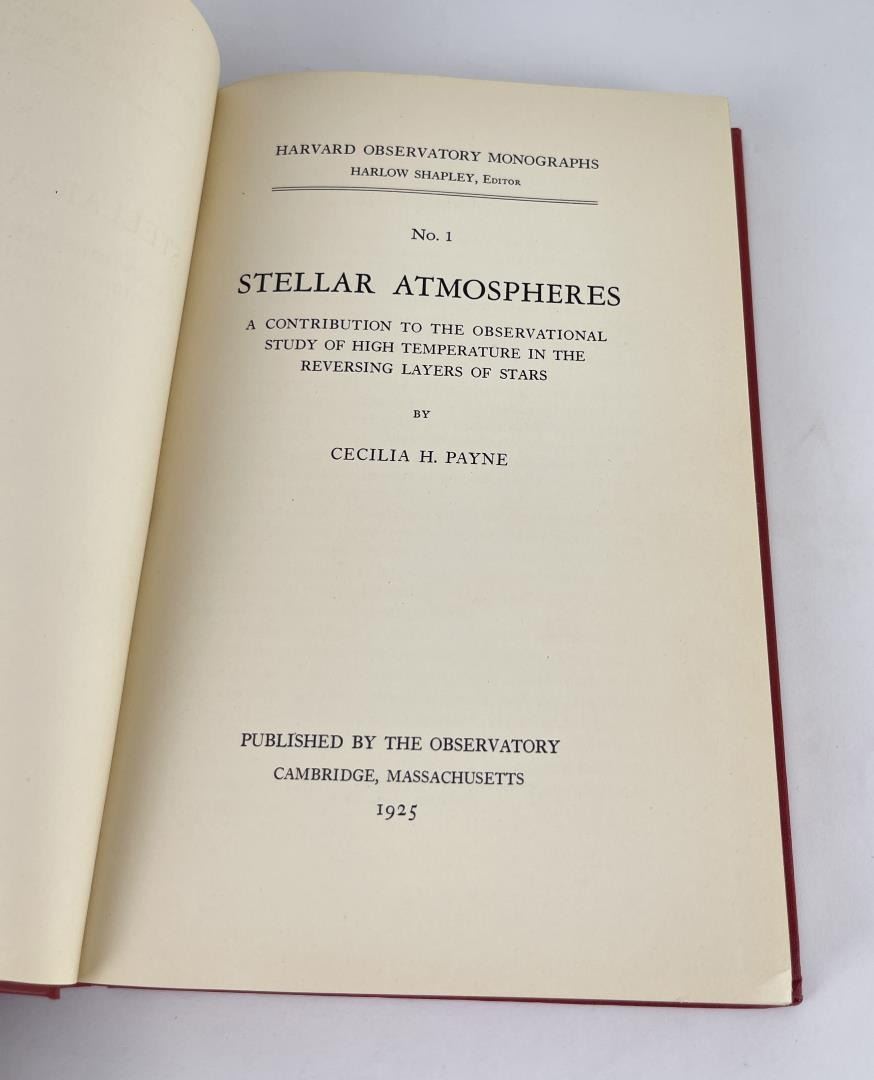 HARVARD OBSERVATORY MONOGRAPHS
HARLOW SHAPLEY, EDITOR
No. 1
STELLAR ATMOSPHERES
A CONTRIBUTION TO THE OBSERVATIONAL
STUDY OF HIGH TEMPERATURE IN THE
REVERSING LAYERS OF STARS
BY
CECILIA H. PAYNE
PUBLISHED BY THE OBSERVATORY
CAMBRIDGE, MASSACHUSETTS
1925